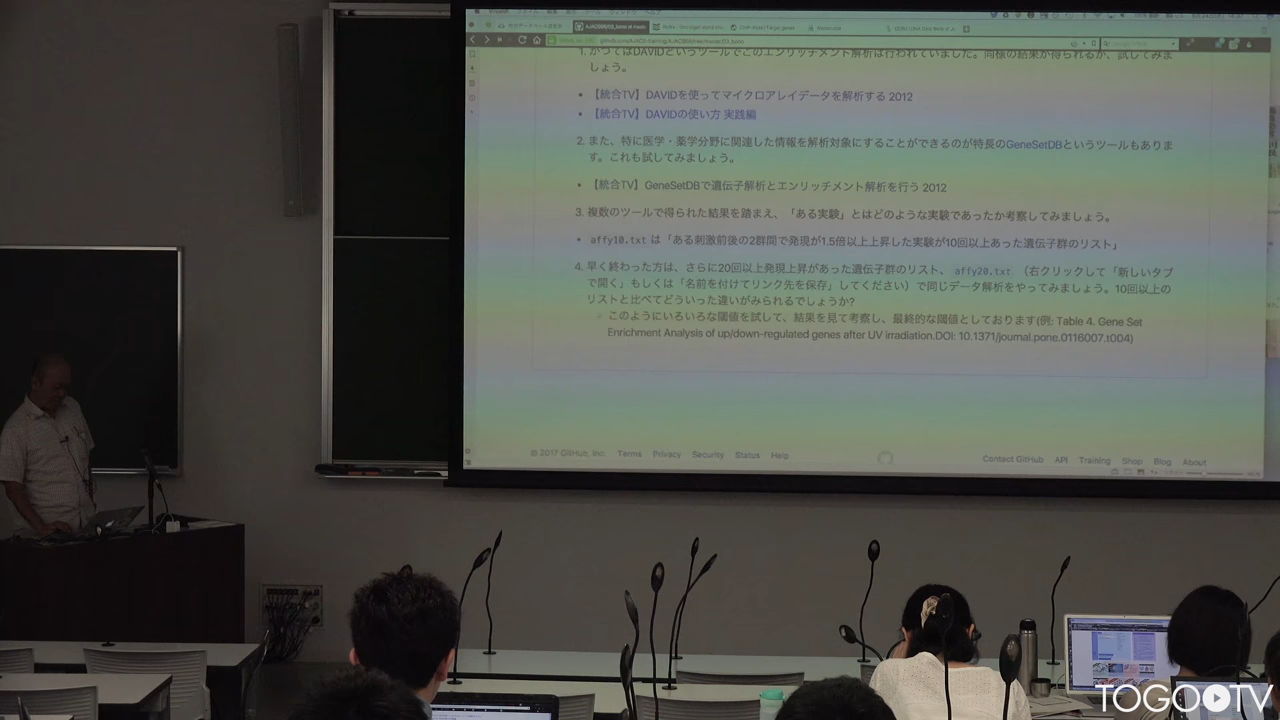 1. かつてはDAVIDというツールでこのエンリッチメント解析は行われていました。同様の結果が得られるか、試してみま
しょう。
• 【統合TV】DAVIDを使ってマイクロアレイデータを解析する 2012
• 【統合TV】DAVIDの使い方 実践編
2. また、特に医学・薬学分野に関連した情報を解析対象にすることができるのが特長のGeneSetDBというツールもありま
す。これも試してみましょう。
• 【統合TV】GeneSetDBで遺伝子解析とエンリッチメント解析を行う 2012
3. 複数のツールで得られた結果を踏まえ、「ある実験」とはどのような実験であったか考察してみましょう。
• affy10.txt は「ある刺激前後の2群間で発現が1.5倍以上上昇した実験が10回以上あった遺伝子群のリスト」
4. 早く終わった方は、さらに20回以上発現上昇があった遺伝子群のリスト、 affy20.txt （右クリックして「新しいタブ
で開く」もしくは「名前を付けてリンク先を保存」してください）で同じデータ解析をやってみましょう。10回以上の
リストと比べてどういった違いがみられるでしょうか?
このようにいろいろな閾値を試して、結果を見て考察し、最終的な閾値としております(例: Table 4. Gene Set
Enrichment Analysis of up/down-regulated genes after UV irradiation.DOI: 10.1371/journal.pone.0116007.t004)
© 2017 GitHub, Inc. Terms Privacy Security Status Help
Contact GitHub API Training Shop Blog About
TOGOTV